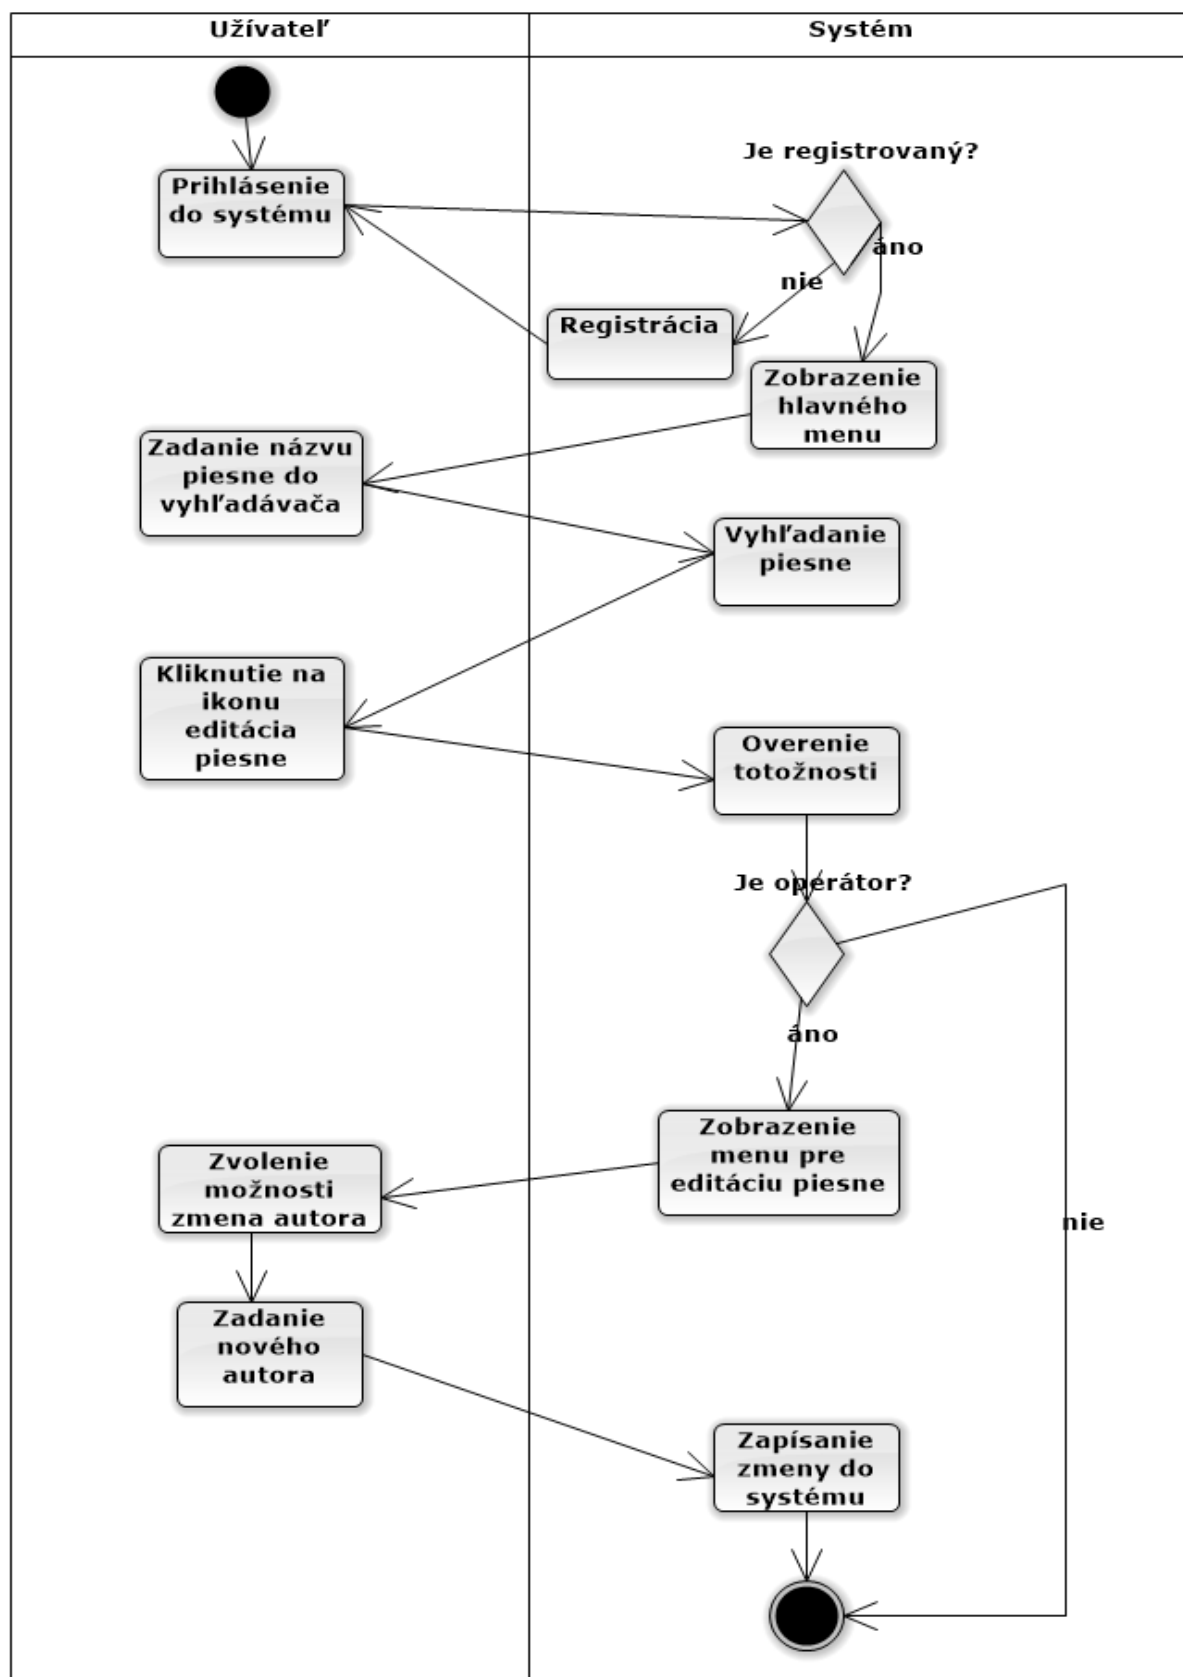 Užívateľ
Systém
Je registrovaný?
Prihlásenie
do systému
áno
nie
Registrácia
Zobrazenie
hlavného
menu
Zadanie názvu
piesne do
vyhľadávača
Vyhľadanie
piesne
Kliknutie na
ikonu
editácia
piesne
Overenie
totožnosti
Je operátor?
áno
Zobrazenie
menu pre
editáciu piesne
Zvolenie
možnosti
zmena autora
nie
Zadanie
nového
autora
Zapísanie
zmeny do
systému